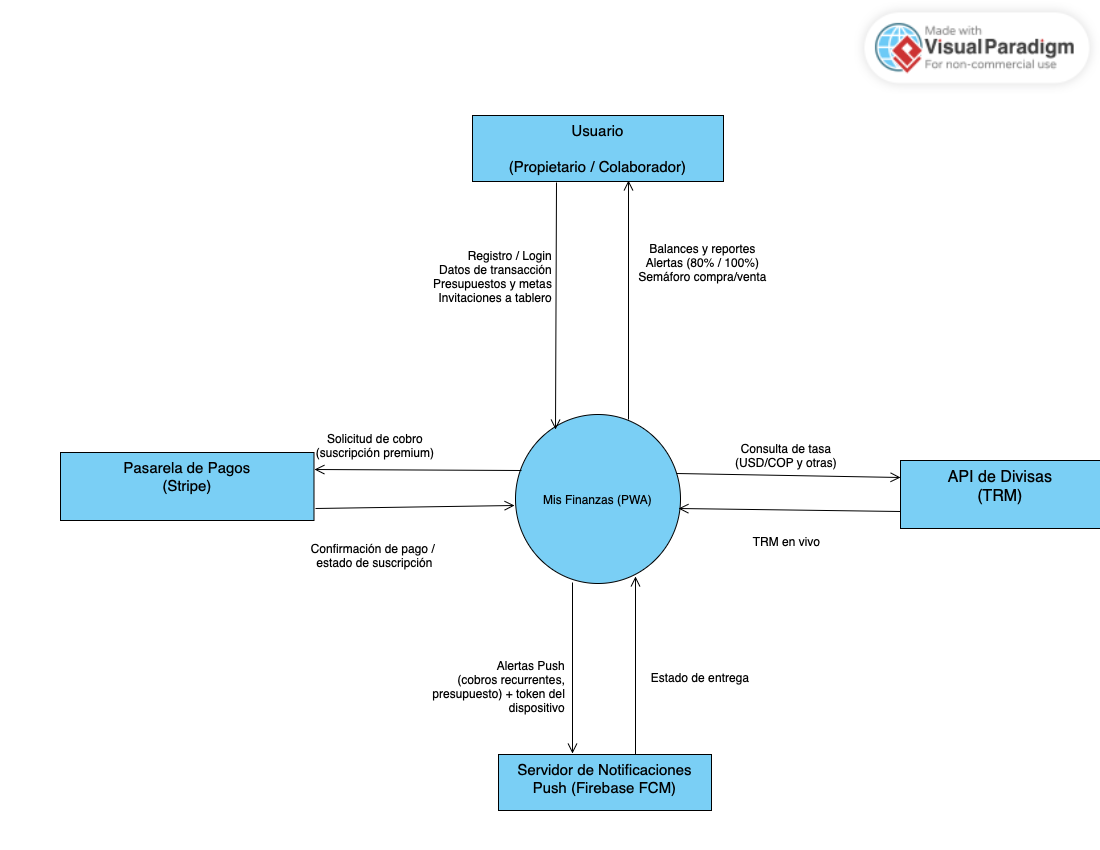 Made with
Visual Paradigm
For non-commercial use
Usuario
(Propietario / Colaborador)
Registro / Login
Datos de transacción
Presupuestos y metas
Invitaciones a tablero
Balances y reportes
Alertas (80% / 100%)
Semáforo compra/venta
Solicitud de cobro
(suscripción premium)
Pasarela de Pagos
(Stripe)
Confirmación de pago /
estado de suscripción
Mis Finanzas (PWA)
Consulta de tasa
(USD/COP y otras)
API de Divisas
(TRM)
TRM en vivo
Alertas Push
(cobros recurrentes,
presupuesto) + token del
dispositivo
Estado de entrega
Servidor de Notificaciones
Push (Firebase FCM)